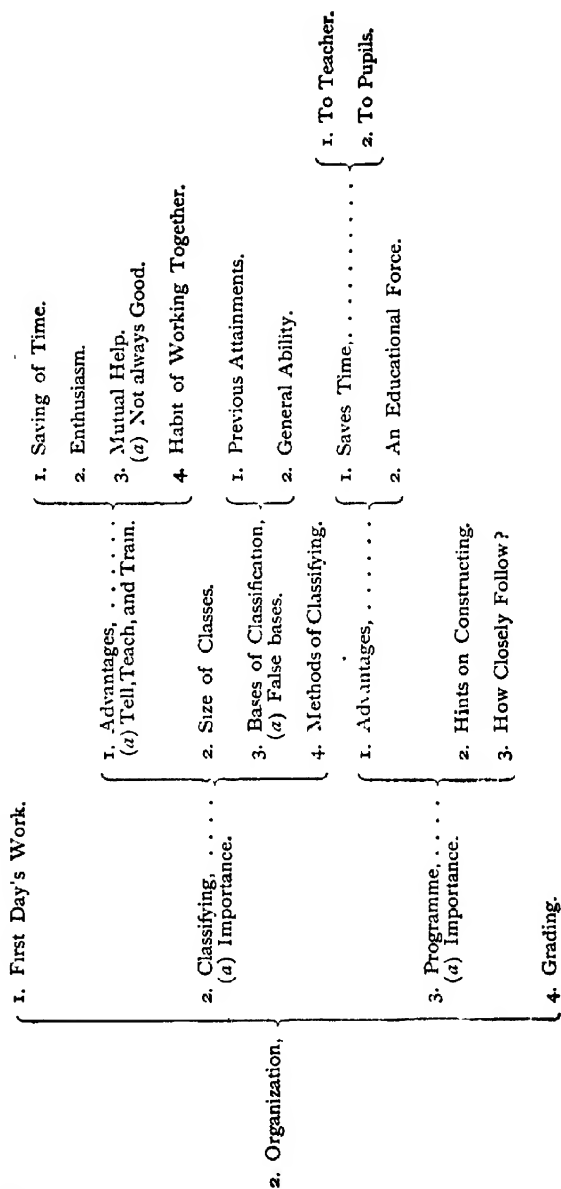 2. Organization,
1. First Day's Work.
2. Classifying, . . . . .
(a) Importance.
1. Advantages, . . . . . . .
(a) Tell, Teach, and Train.
1. Saving of Time.
2. Enthusiasm.
3. Mutual Help.
(a) Not always Good.
4. Habit of Working Together.
2. Size of Classes.
3. Bases of Classification,
(a) False bases.
1. Previous Attainments.
2. General Ability.
4. Methods of Classifying.
3. Programme, . . . . .
(a) Importance.
1. Advantages, . . . . . . .
1. Saves Time, . . . . . . . . . . .
1. To Teacher.
2. To Pupils.
2. An Educational Force.
2. Hints on Constructing.
3. How Closely Follow?
4. Grading.